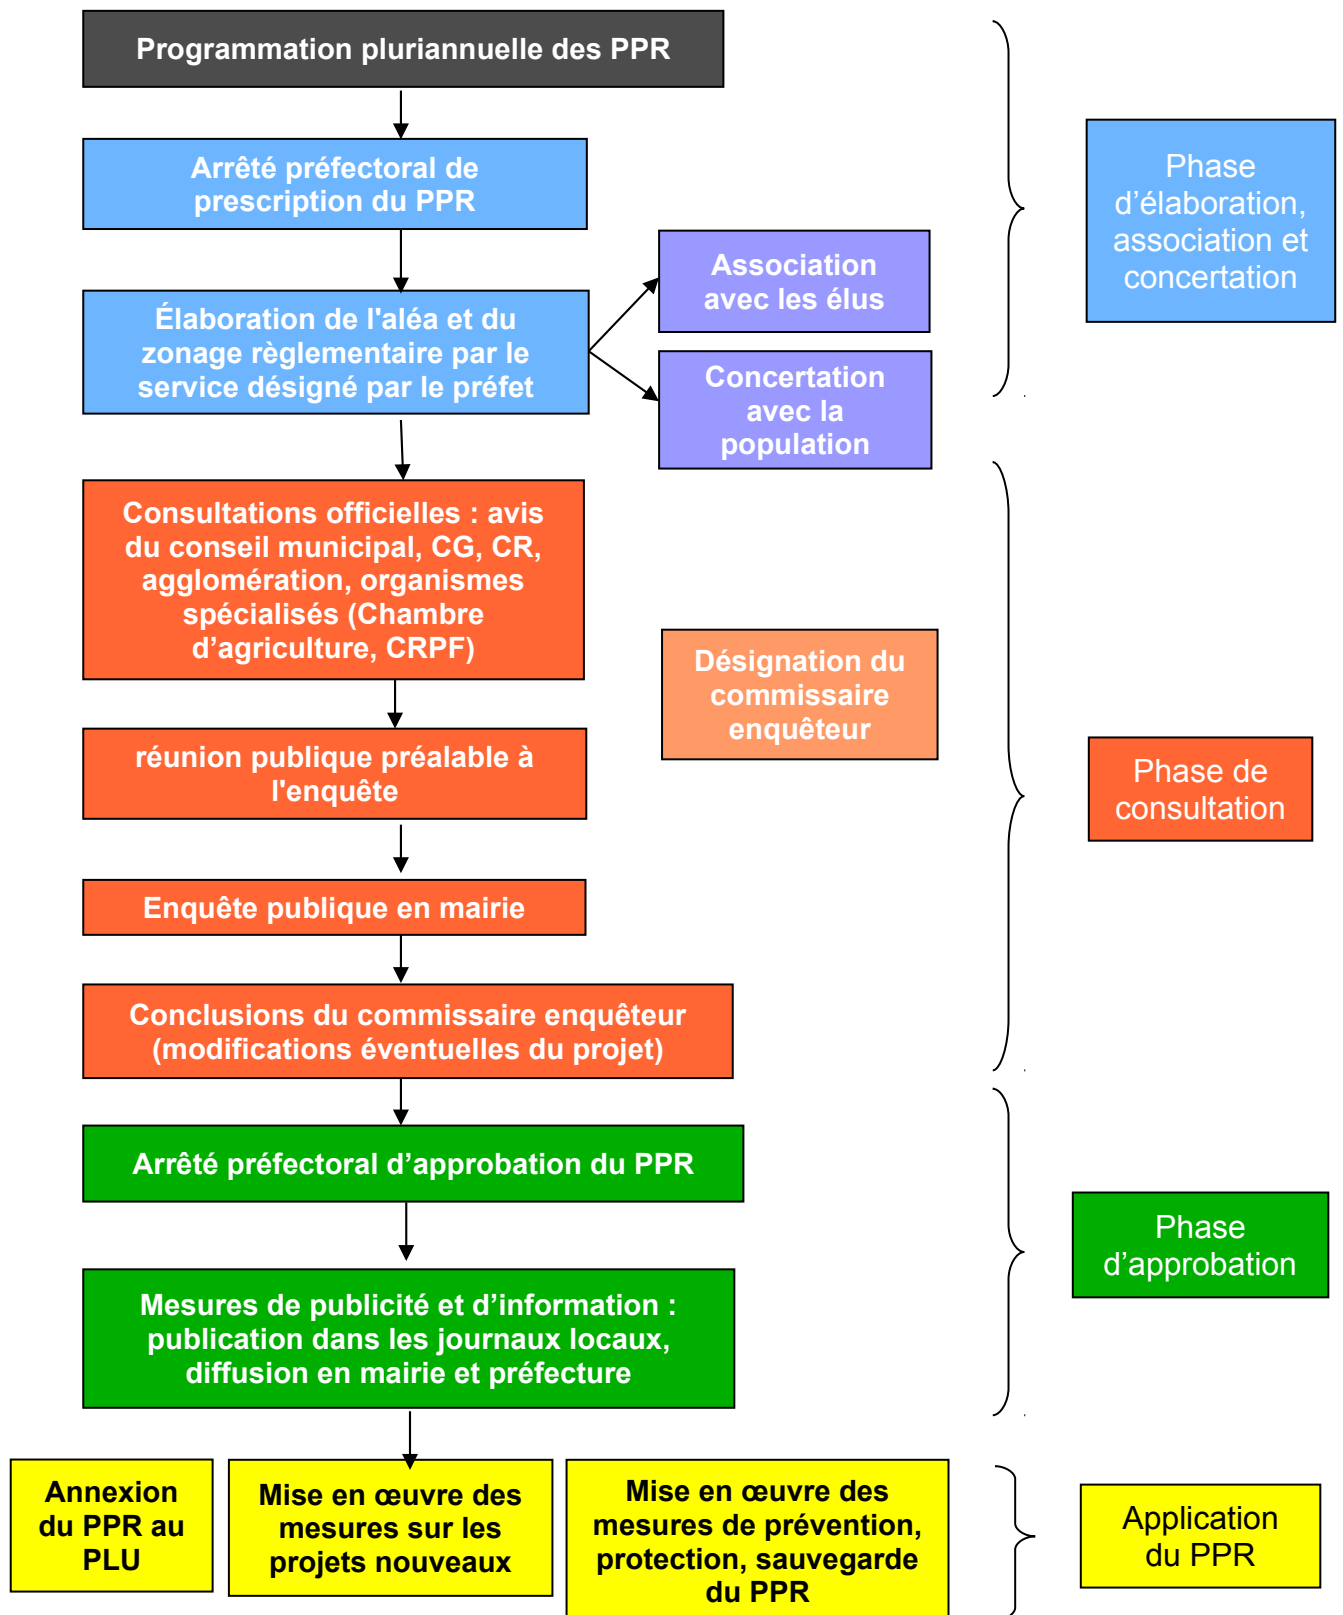 Programmation pluriannuelle des PPR
Arrêté préfectoral de
prescription du PPR
Phase
d’élaboration,
association et
concertation
Élaboration de l'aléa et du
zonage règlementaire par le
service désigné par le préfet
Association
avec les élus
Concertation
avec la
population
Consultations officielles : avis
du conseil municipal, CG, CR,
agglomération, organismes
spécialisés (Chambre
d’agriculture, CRPF)
Désignation du
commissaire
enquêteur
réunion publique préalable à
l'enquête
Phase de
consultation
Enquête publique en mairie
Conclusions du commissaire enquêteur
(modifications éventuelles du projet)
Arrêté préfectoral d’approbation du PPR
Phase
d’approbation
Mesures de publicité et d’information :
publication dans les journaux locaux,
diffusion en mairie et préfecture
Annexion
du PPR au
PLU
Mise en œuvre des
mesures sur les
projets nouveaux
Mise en œuvre des
mesures de prévention,
protection, sauvegarde
du PPR
Application
du PPR